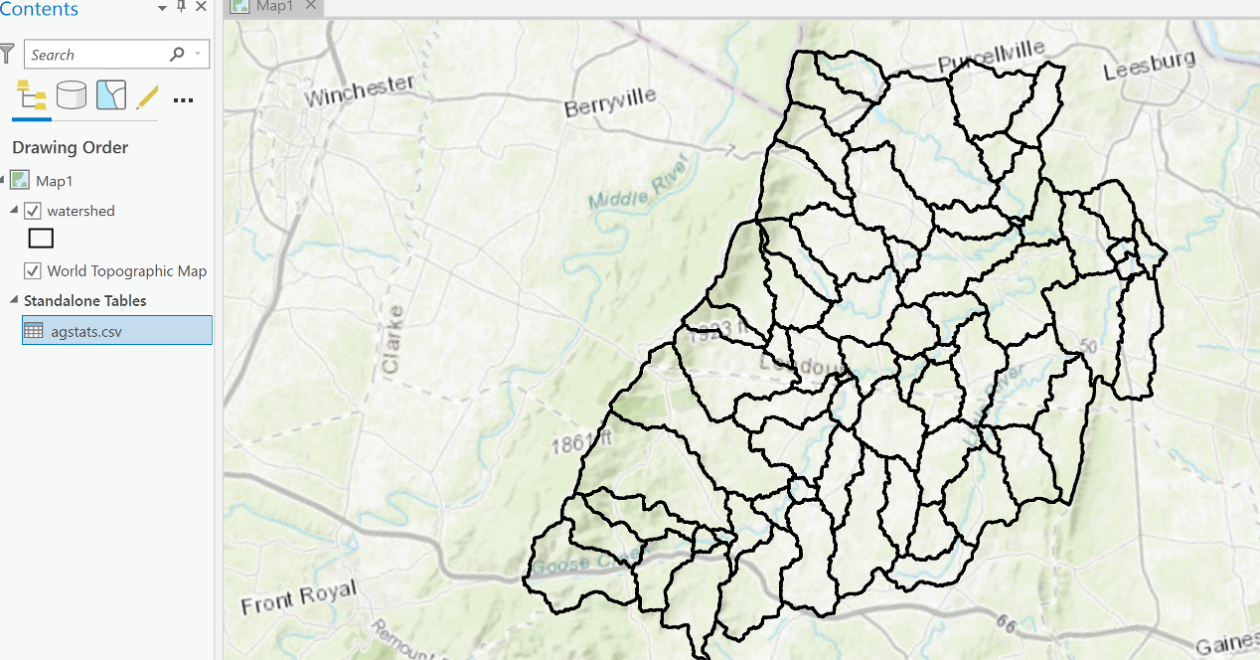 Contents
Map1
Search
Drawing Order
Map1
watershed
World Topographic Map
Standalone Tables
agstats.csv
Purcellville
Leesburg
Winchester
Berryville
7
Middle River
Clarke
1923 ft
Loudoun
50
River
1861 ft
Goose Creek
Front Royal
66
Gaines